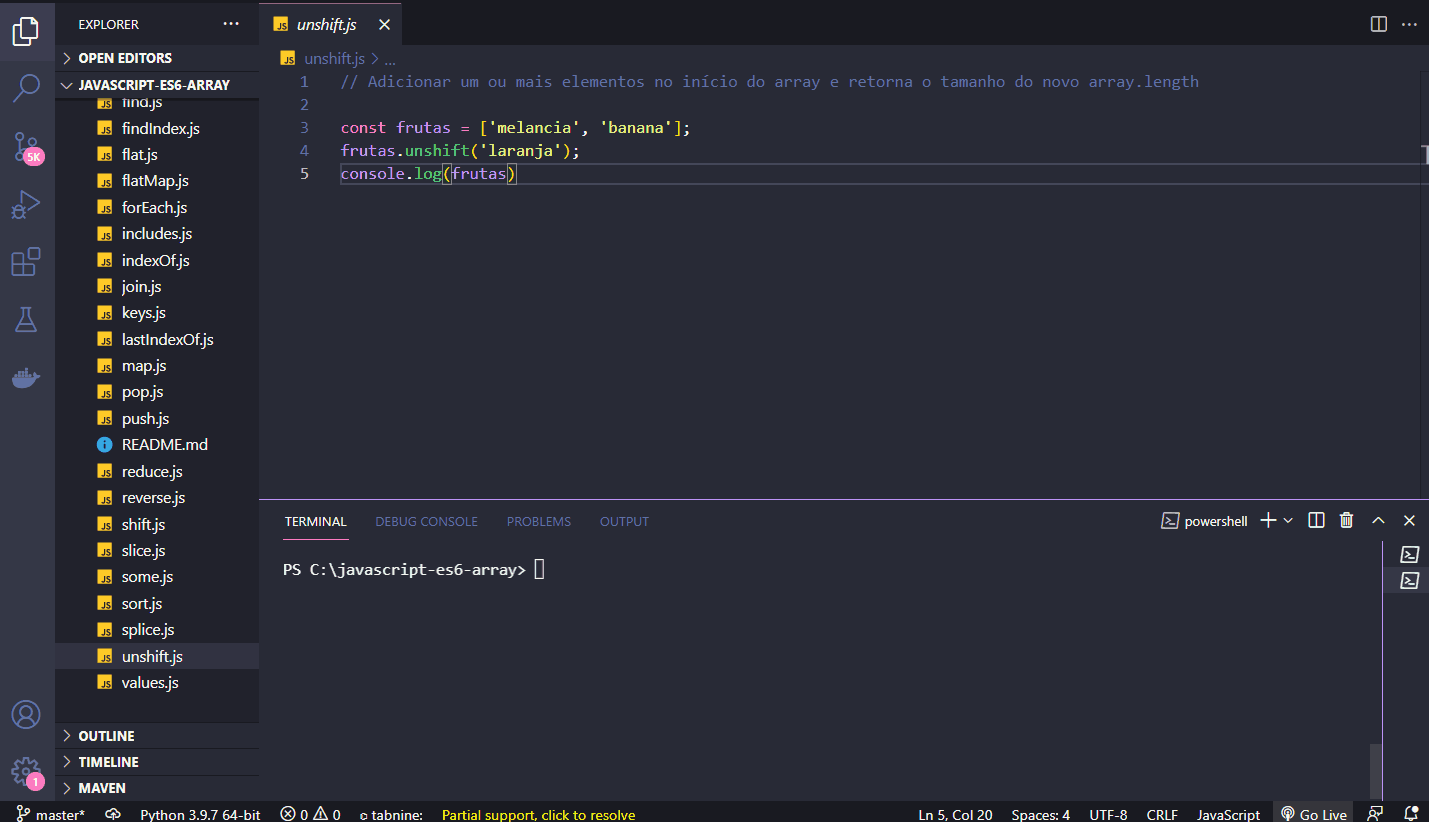 EXPLORER
OPEN EDITORS
JAVASCRIPT-ES6-ARRAY
find.js
findIndex.js
flat.js
flatMap.js
forEach.js
includes.js
indexOf.js
join.js
keys.js
lastIndexOf.js
map.js
pop.js
push.js
README.md
reduce.js
reverse.js
shift.js
slice.js
some.js
sort.js
splice.js
unshift.js
values.js
OUTLINE
TIMELINE
MAVEN
5K
1
JS unshift.js
JS unshift.js > ...
1 // Adicionar um ou mais elementos no início do array e retorna o tamanho do novo array.length
2
3 const frutas = ['melancia', 'banana'];
4 frutas.unshift('laranja');
5 console.log(frutas)
TERMINAL DEBUG CONSOLE PROBLEMS OUTPUT
powershell
PS C:\javascript-es6-array>
master* Python 3.9.7 64-bit 0 0 tabnine: Partial support, click to resolve Ln 5, Col 20 Spaces: 4 UTF-8 CRLF JavaScript Go Live